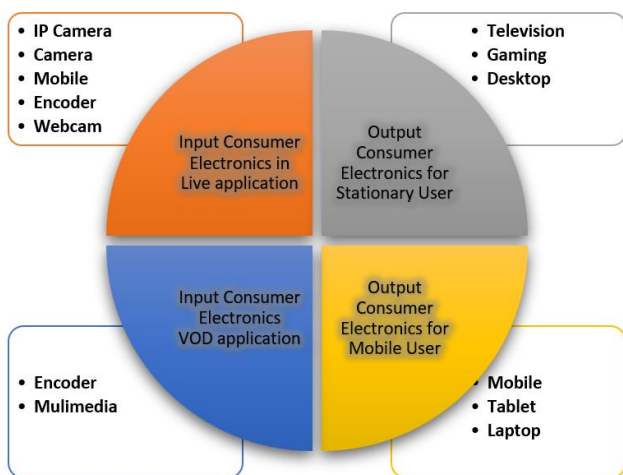 • IP Camera
• Camera
• Mobile
• Encoder
• Webcam
• Television
• Gaming
• Desktop
Input Consumer
Electronics in
Live application
Output
Consumer
Electronics for
Stationary User
Input Consumer
Electronics
VOD application
Output
Consumer
Electronics for
Mobile User
• Encoder
• Mulimedia
• Mobile
• Tablet
• Laptop